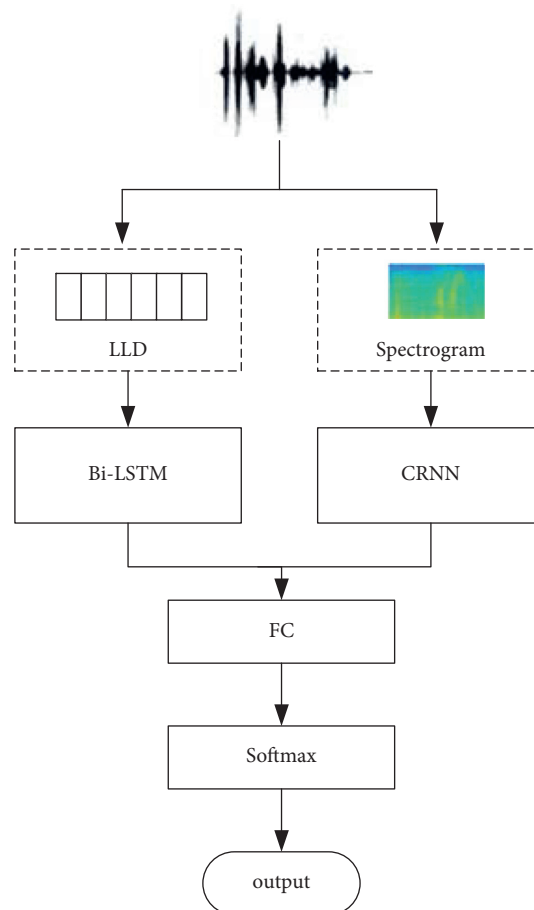 LLD
Spectrogram
Bi-LSTM
CRNN
FC
Softmax
output